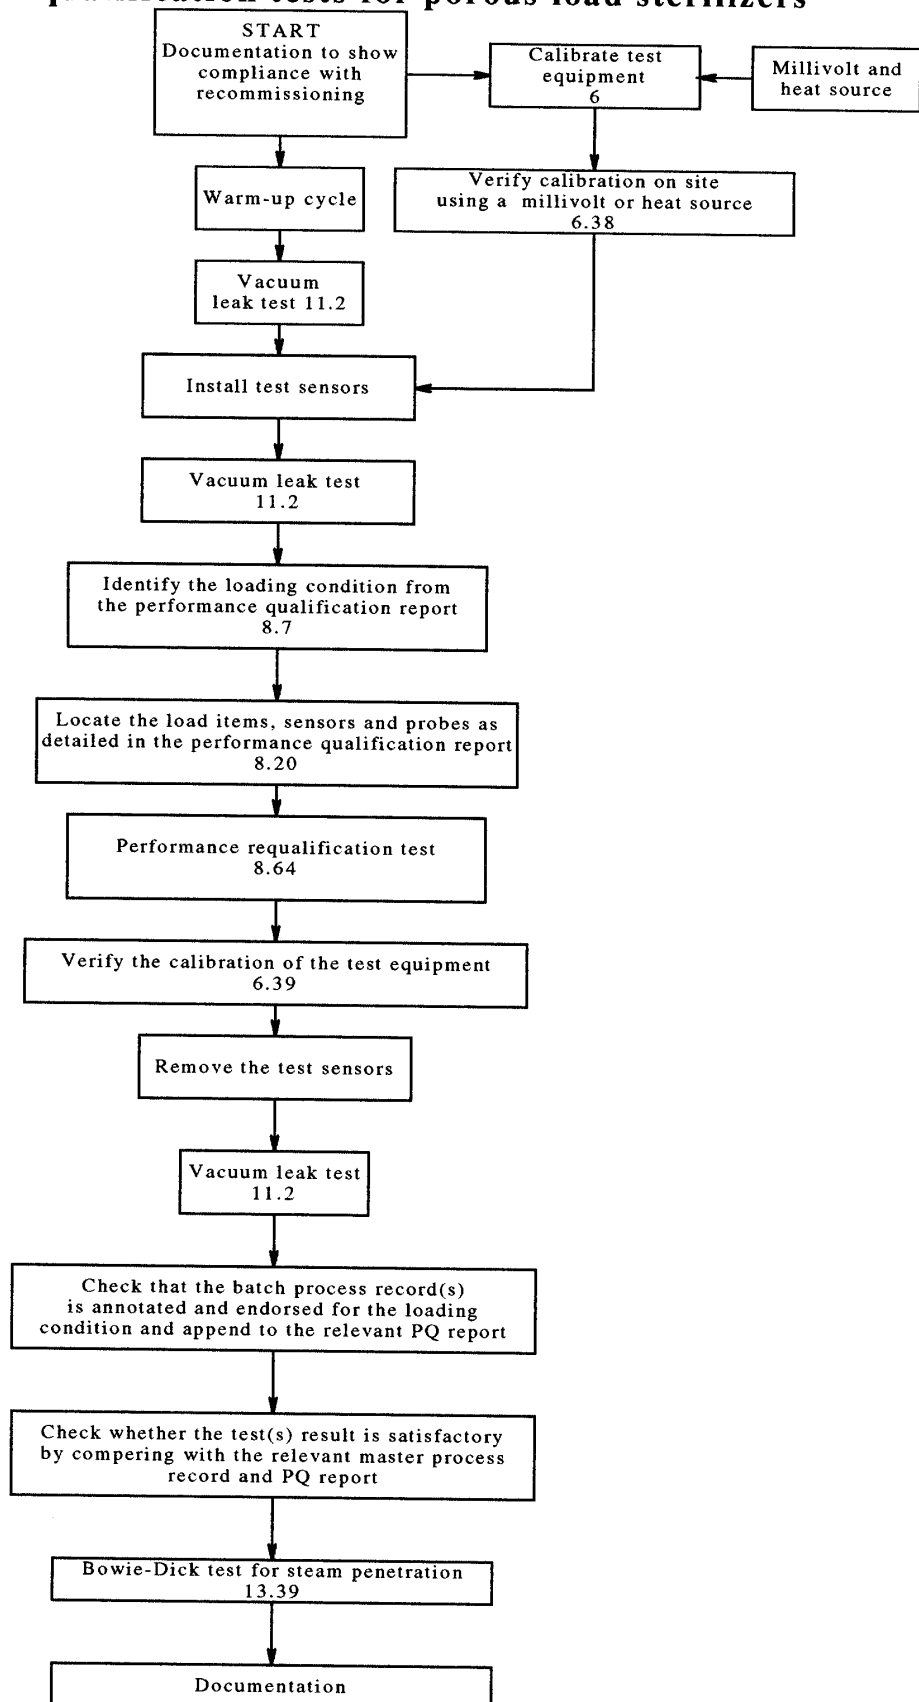 qualification tests for porous load sterilizers
START
Documentation to show
compliance with
recommissioning
Calibrate test
equipment
6
Millivolt and
heat source
Warm-up cycle
Verify calibration on site
using a millivolt or heat source
6.38
Vacuum
leak test 11.2
Install test sensors
Vacuum leak test
11.2
Identify the loading condition from
the performance qualification report
8.7
Locate the load items, sensors and probes as
detailed in the performance qualification report
8.20
Performance requalification test
8.64
Verify the calibration of the test equipment
6.39
Remove the test sensors
Vacuum leak test
11.2
Check that the batch process record(s)
is annotated and endorsed for the loading
condition and append to the relevant PQ report
Check whether the test(s) result is satisfactory
by compering with the relevant master process
record and PQ report
Bowie-Dick test for steam penetration
13.39
Documentation